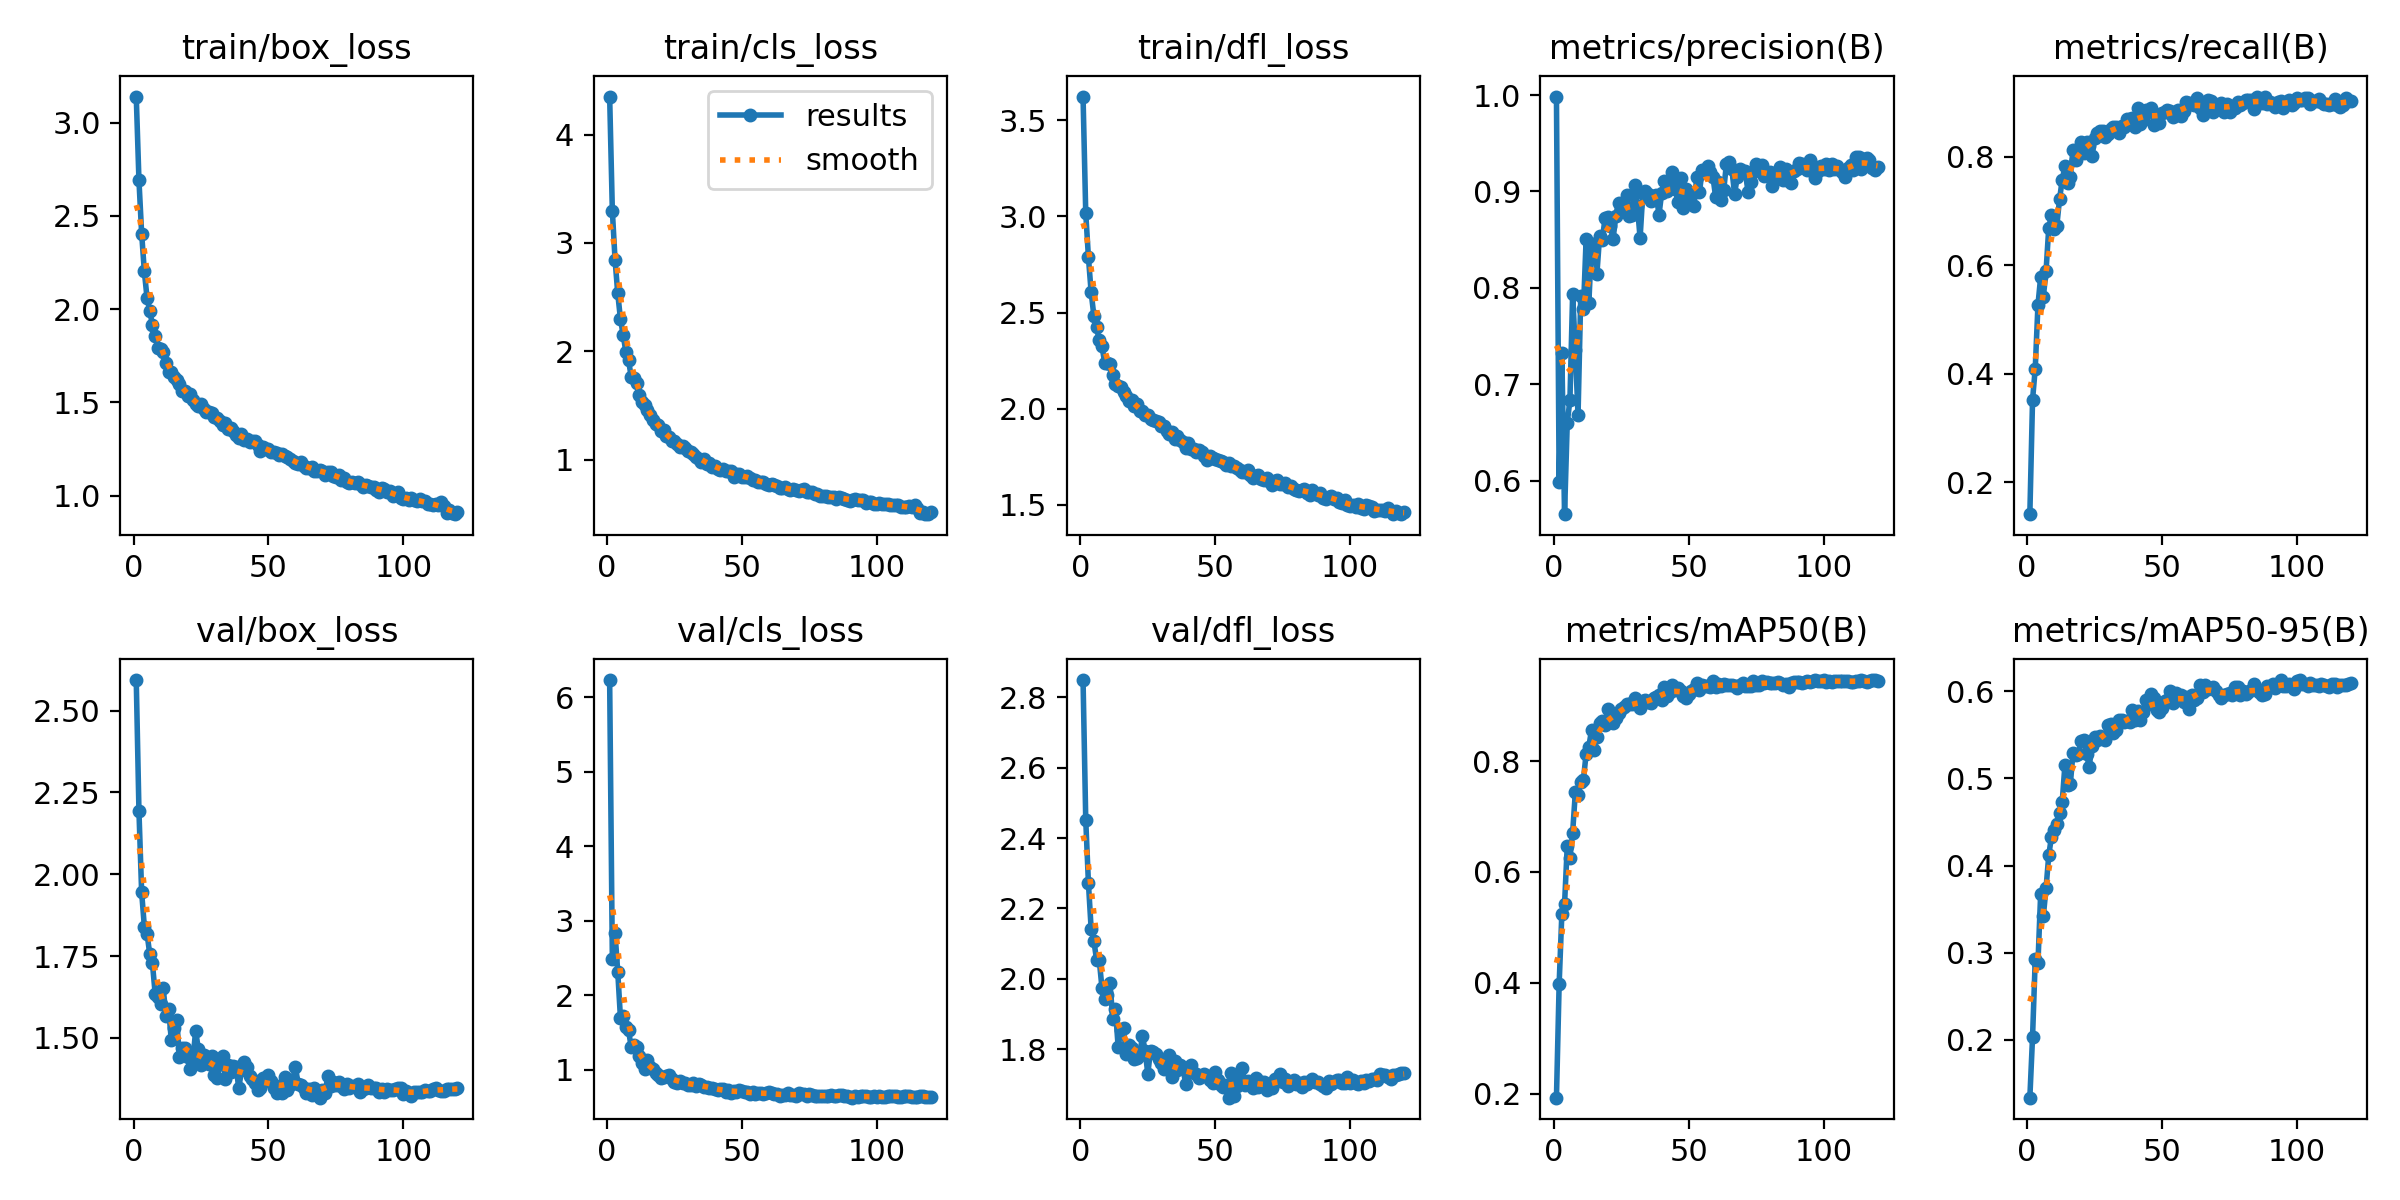 train/box_loss
3.0
2.5
2.0
1.5
1.0
0 50 100
train/cls_loss
results
smooth
4
3
2
1
0 50 100
train/dfl_loss
3.5
3.0
2.5
2.0
1.5
0 50 100
metrics/precision(B)
1.0
0.9
0.8
0.7
0.6
0 50 100
metrics/recall(B)
0.8
0.6
0.4
0.2
0 50 100
val/box_loss
2.50
2.25
2.00
1.75
1.50
0 50 100
val/cls_loss
6
5
4
3
2
1
0 50 100
val/dfl_loss
2.8
2.6
2.4
2.2
2.0
1.8
0 50 100
metrics/mAP50(B)
0.8
0.6
0.4
0.2
0 50 100
metrics/mAP50-95(B)
0.6
0.5
0.4
0.3
0.2
0 50 100